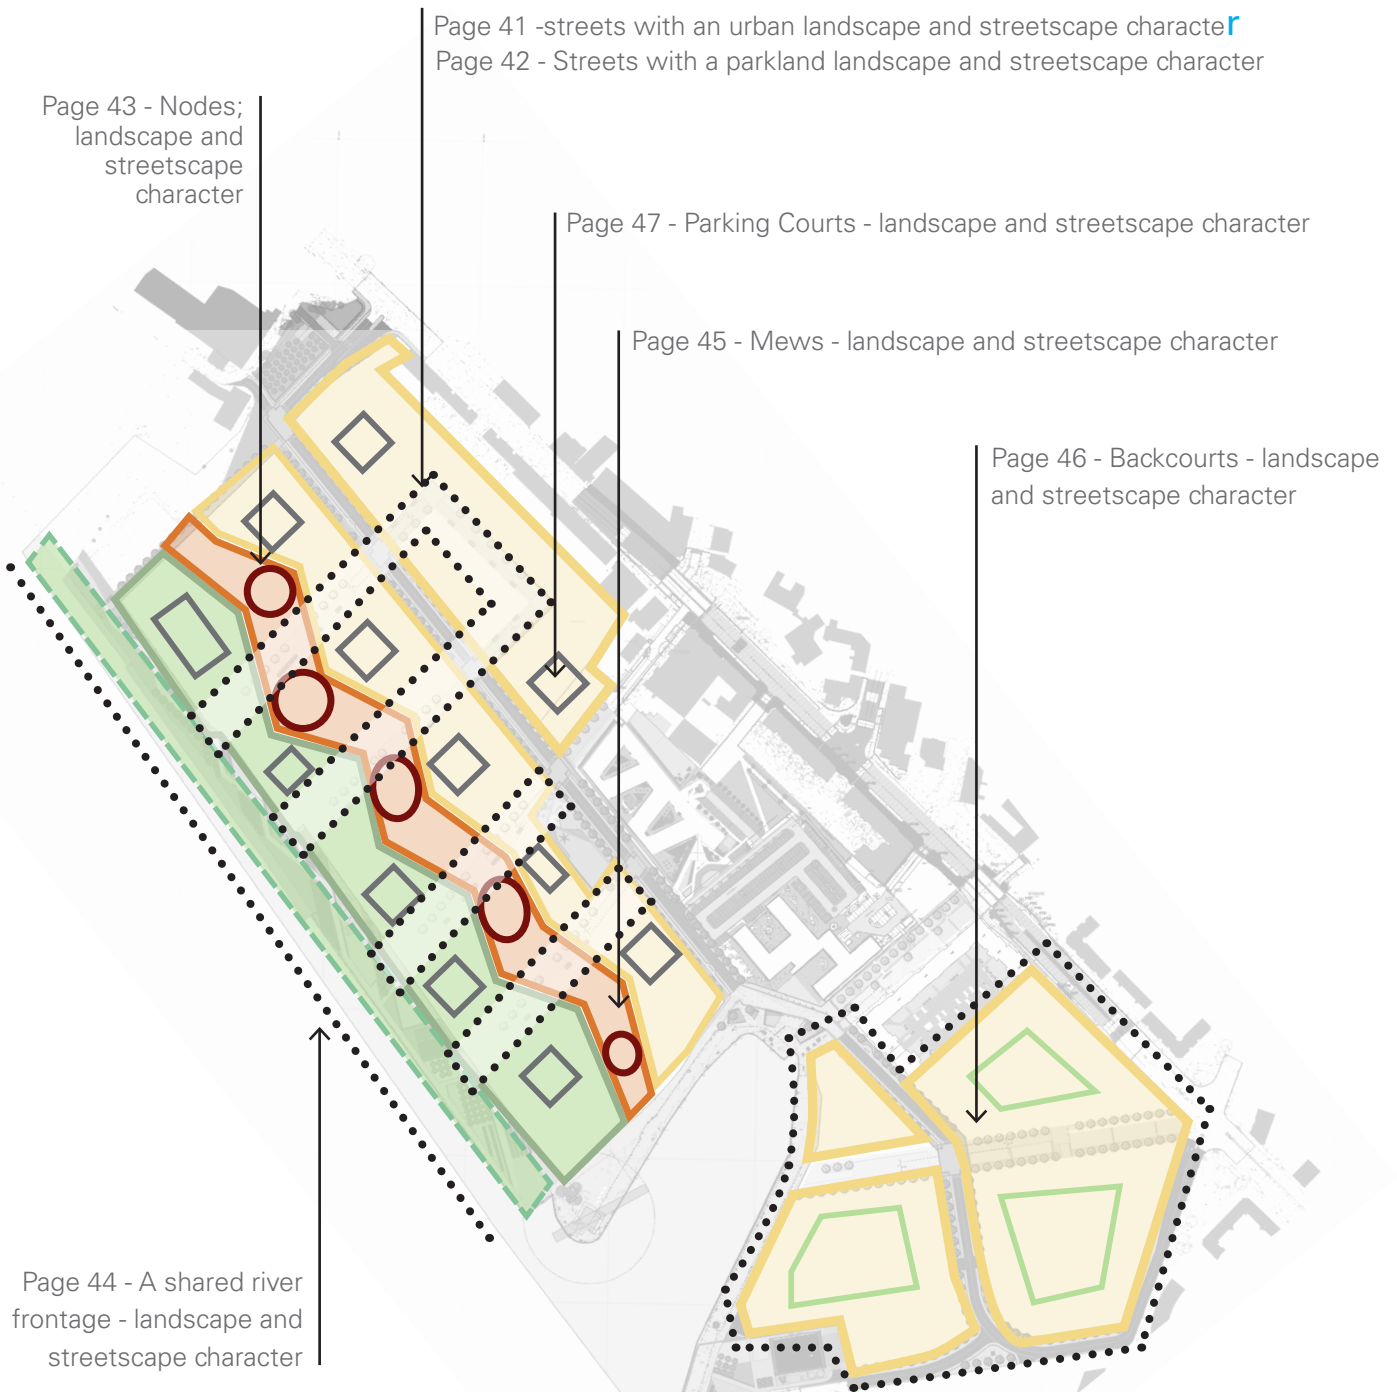 Page 41 -streets with an urban landscape and streetscape character
Page 42 - Streets with a parkland landscape and streetscape character
Page 43 - Nodes;
landscape and
streetscape
character
Page 47 - Parking Courts - landscape and streetscape character
Page 45 - Mews - landscape and streetscape character
Page 46 - Backcourts - landscape
and streetscape character
Page 44 - A shared river
frontage - landscape and
streetscape character